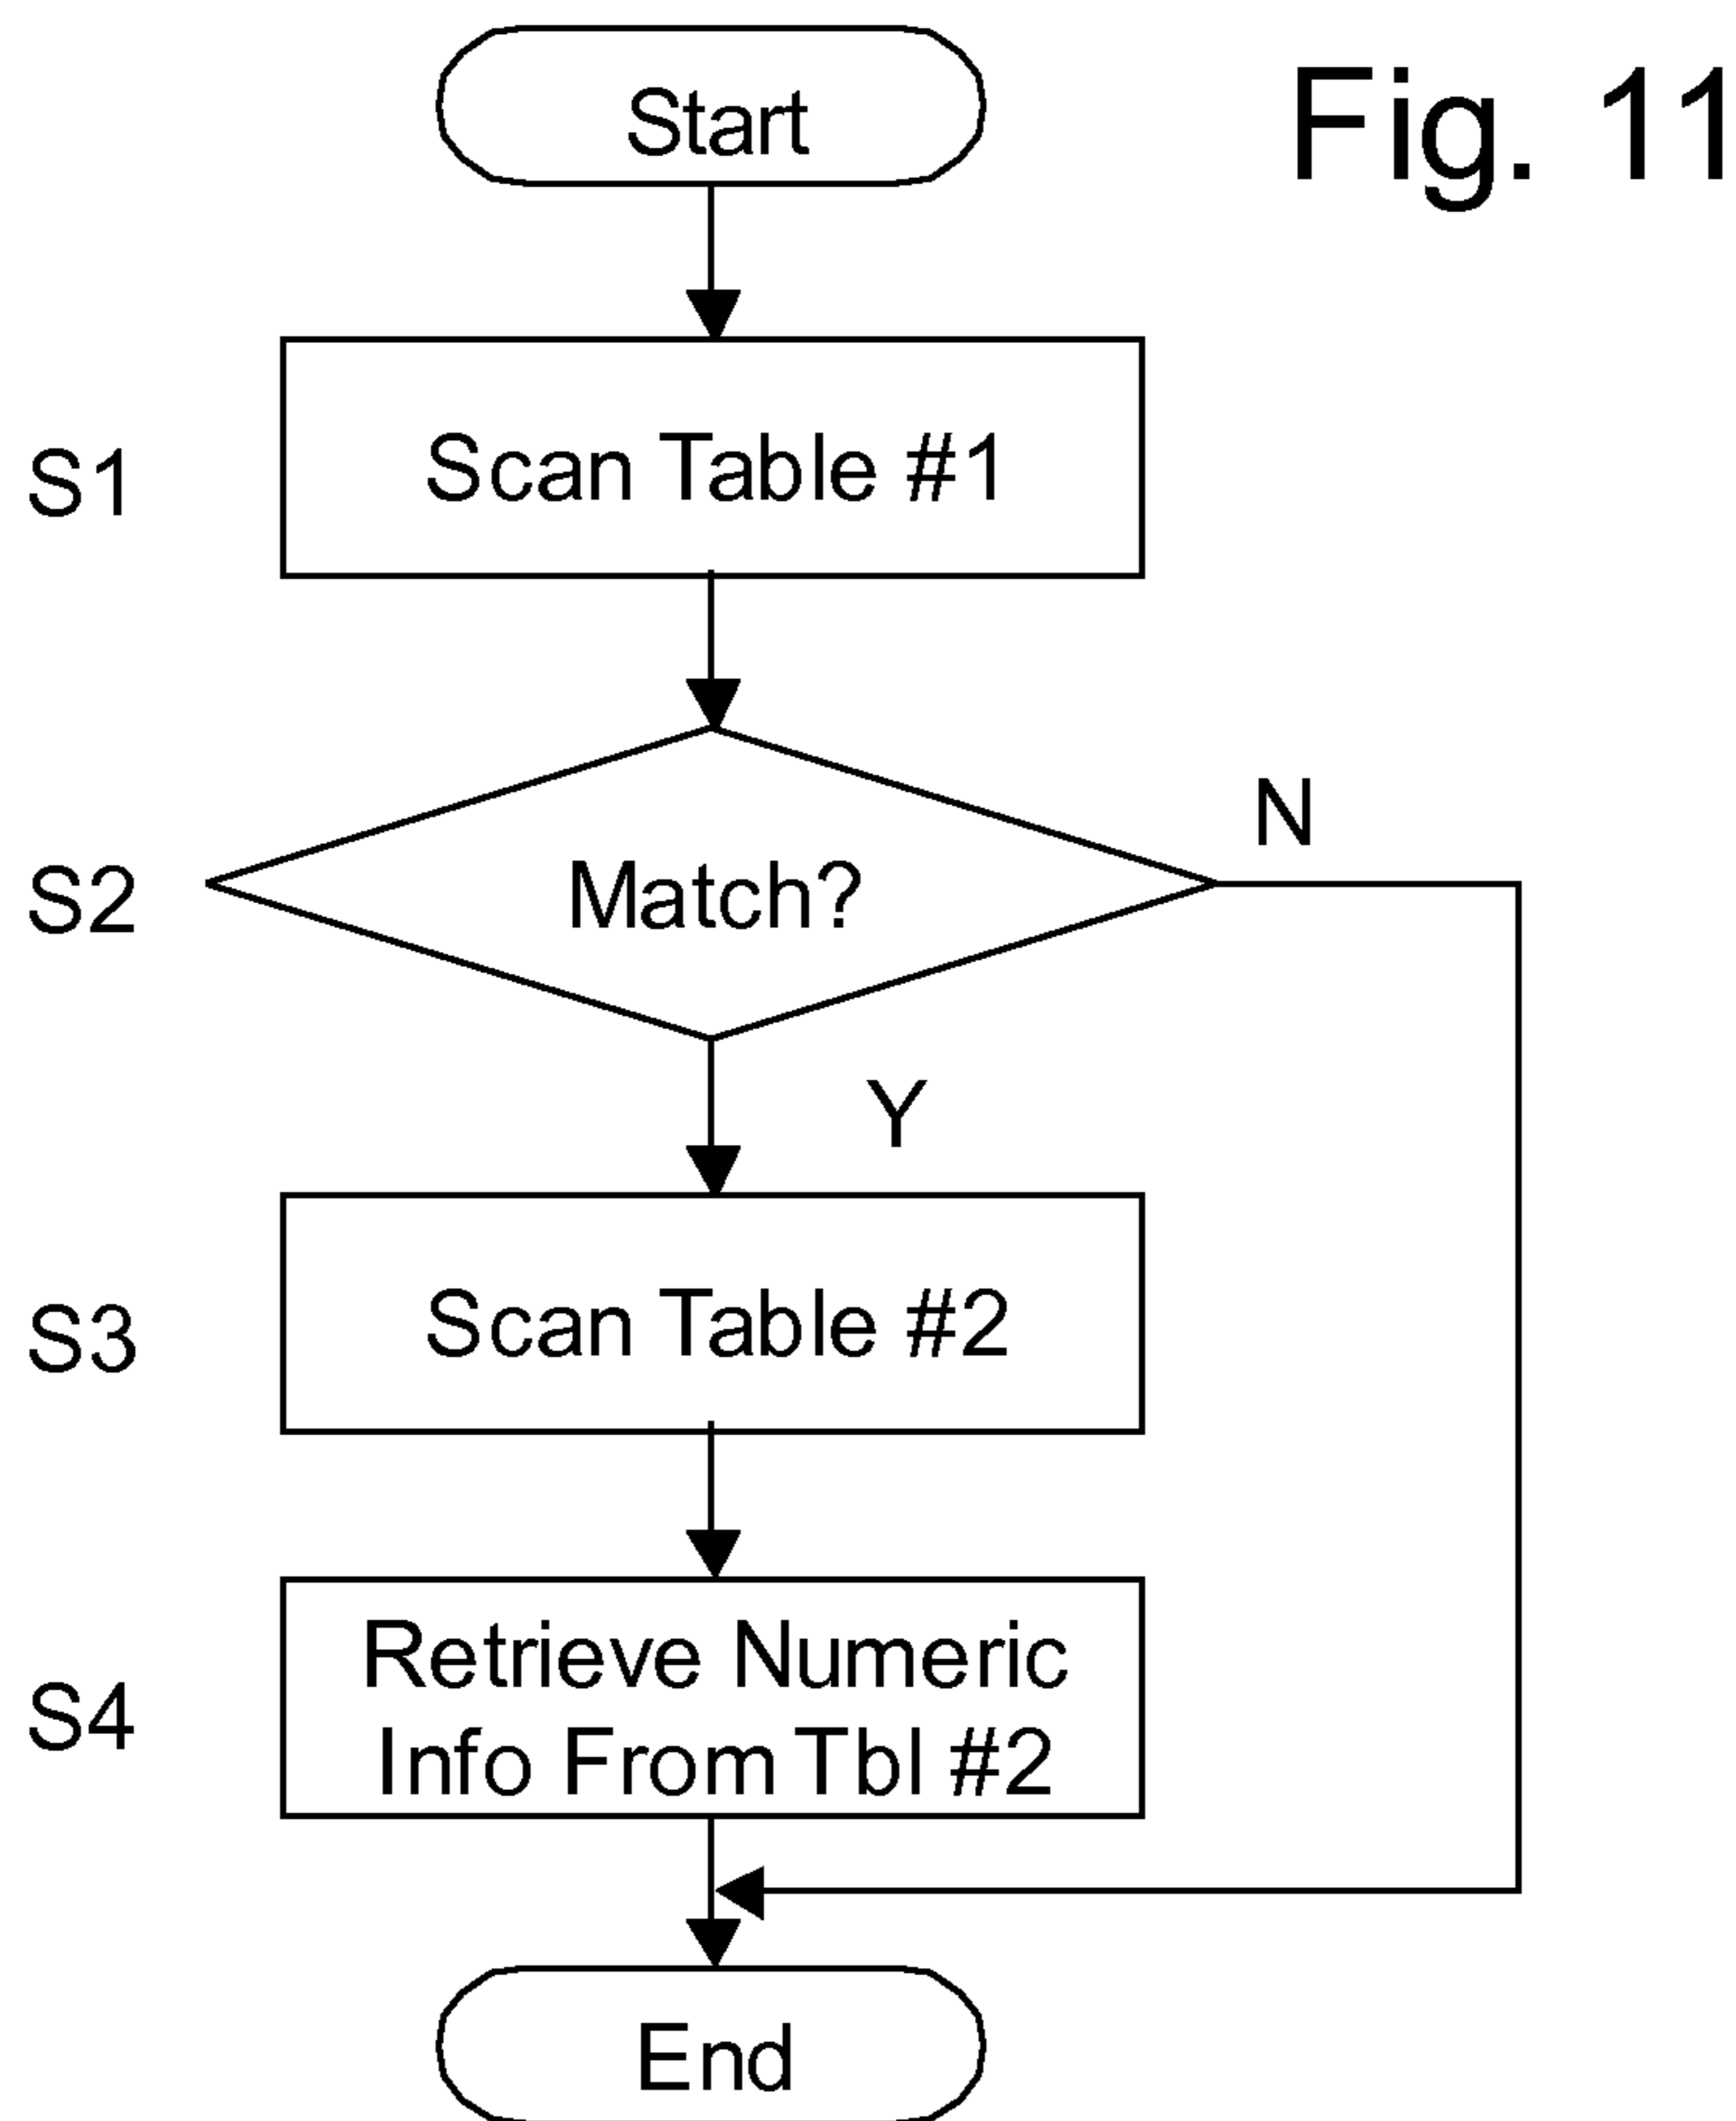 Start
Fig. 11
S1
Scan Table #1
N
S2
Match?
Y
S3
Scan Table #2
S4
Retrieve Numeric
Info From Tbl #2
End